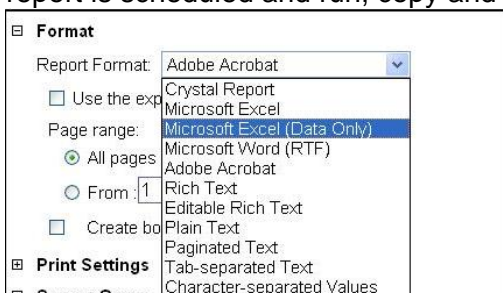 report is scheduled and run, copy and
Format
Report Format: Adobe Acrobat
Crystal Report
Use the exp
Microsoft Excel
Page range:
Microsoft Excel (Data Only)
Microsoft Word (RTF)
All pages
Adobe Acrobat
From : 1
Rich Text
Editable Rich Text
Create bo
Plain Text
Paginated Text
Print Settings
Tab-separated Text
Character-separated Values